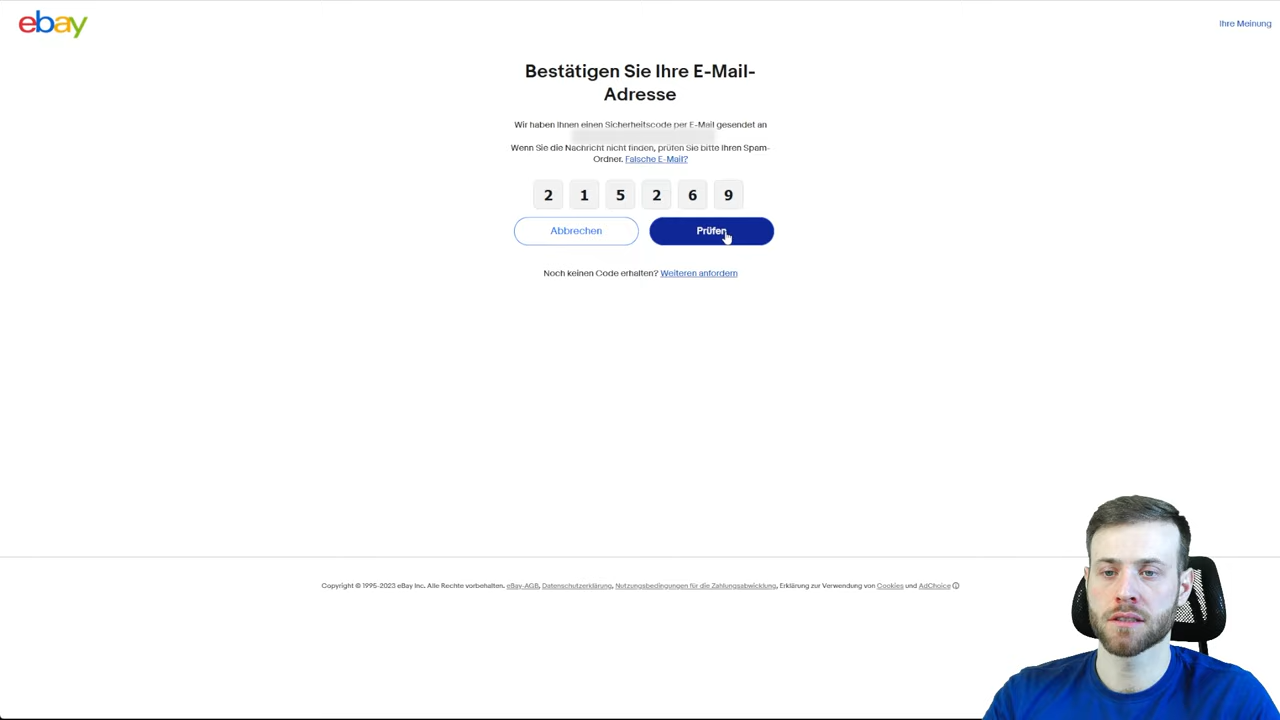 ebay
Ihre Meinung
Bestätigen Sie Ihre E-Mail-
Adresse
Wir haben Ihnen einen Sicherheitscode per E-Mail gesendet an
Wenn Sie die Nachricht nicht finden, prüfen Sie bitte Ihren Spam-
Ordner. Falsche E-Mail?
2 1 5 2 6 9
Abbrechen Prüfen
Noch keinen Code erhalten? Weiteren anfordern
Copyright © 1995-2023 eBay Inc. Alle Rechte vorbehalten. eBay-AGB, Datenschutzerklärung, Nutzungsbedingungen für die Zahlungsabwicklung, Erklärung zur Verwendung von Cookies und AdChoice